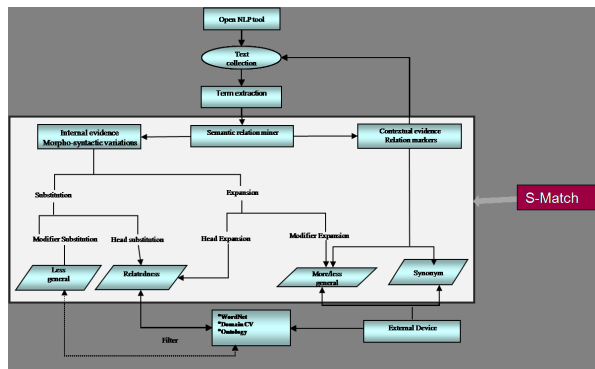 Open NLP tool
Text
collection
Term extraction
Internal evidence
Morpho-syntactic variations
Semantic relation miner
Contextual evidence
Relation markers
Substitution
Expansion
S-Match
Modifier Substitution
Head substitution
Head Expansion
Modifier Expansion
Less
general
Relatedness
More/less
general
Synonym
*WordNet
*Domain CV
*Ontology
External Device
Filter